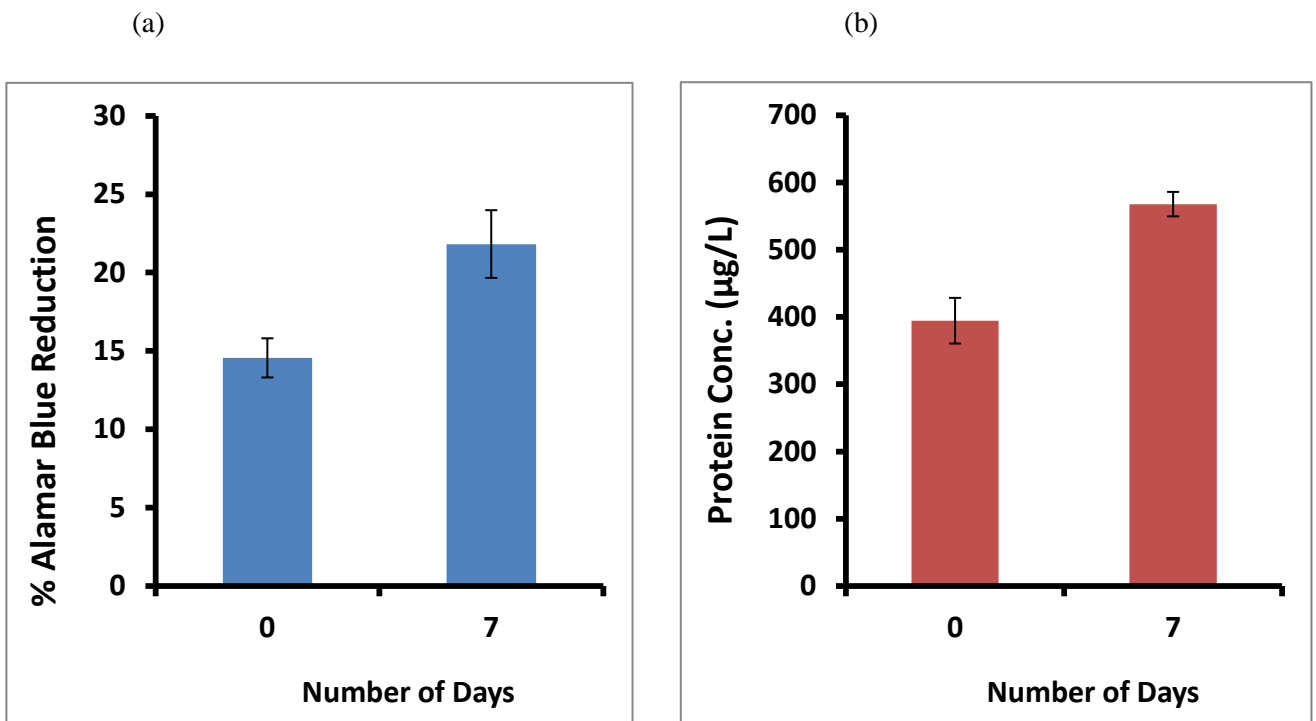 (a)
(b)
% Alamar Blue Reduction
30
25
20
15
10
5
0
0 7
Number of Days
Protein Conc. (µg/L)
700
600
500
400
300
200
100
0
0 7
Number of Days